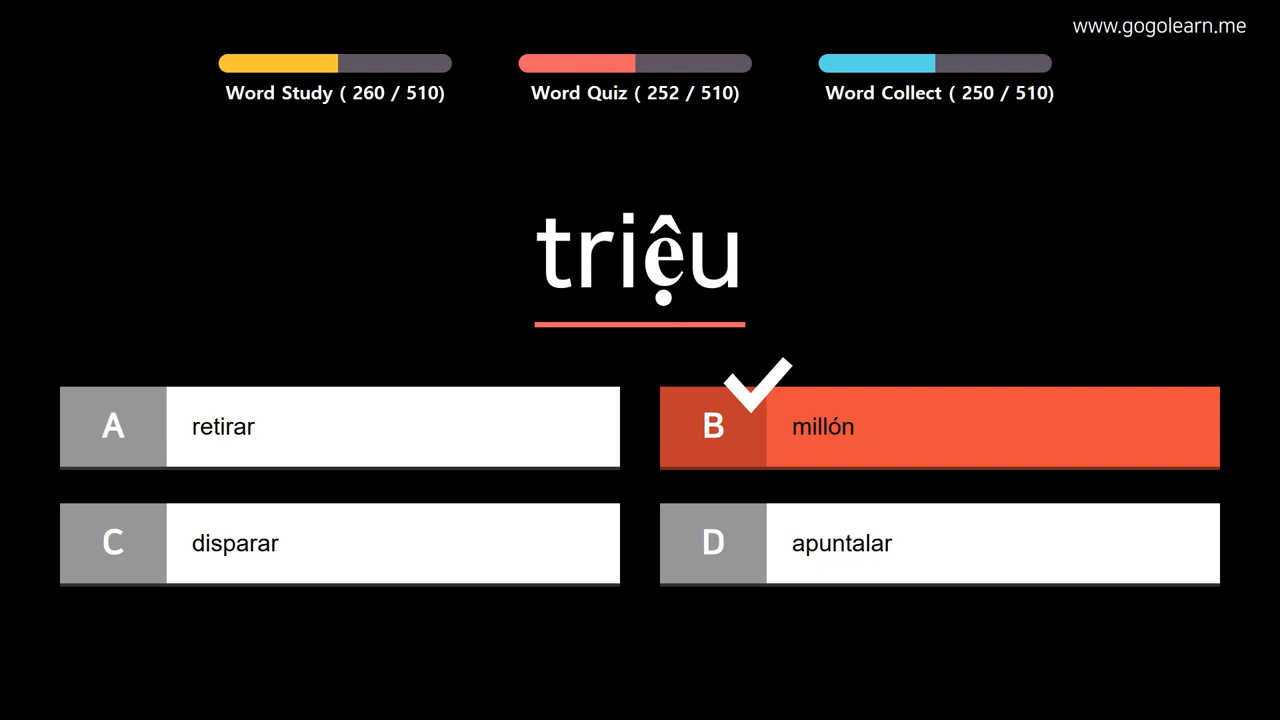 www.gogolearn.me
Word Study ( 260 / 510)
Word Quiz ( 252 / 510)
Word Collect ( 250 / 510)
triệu
A retirar
B millón
C disparar
D apuntalar